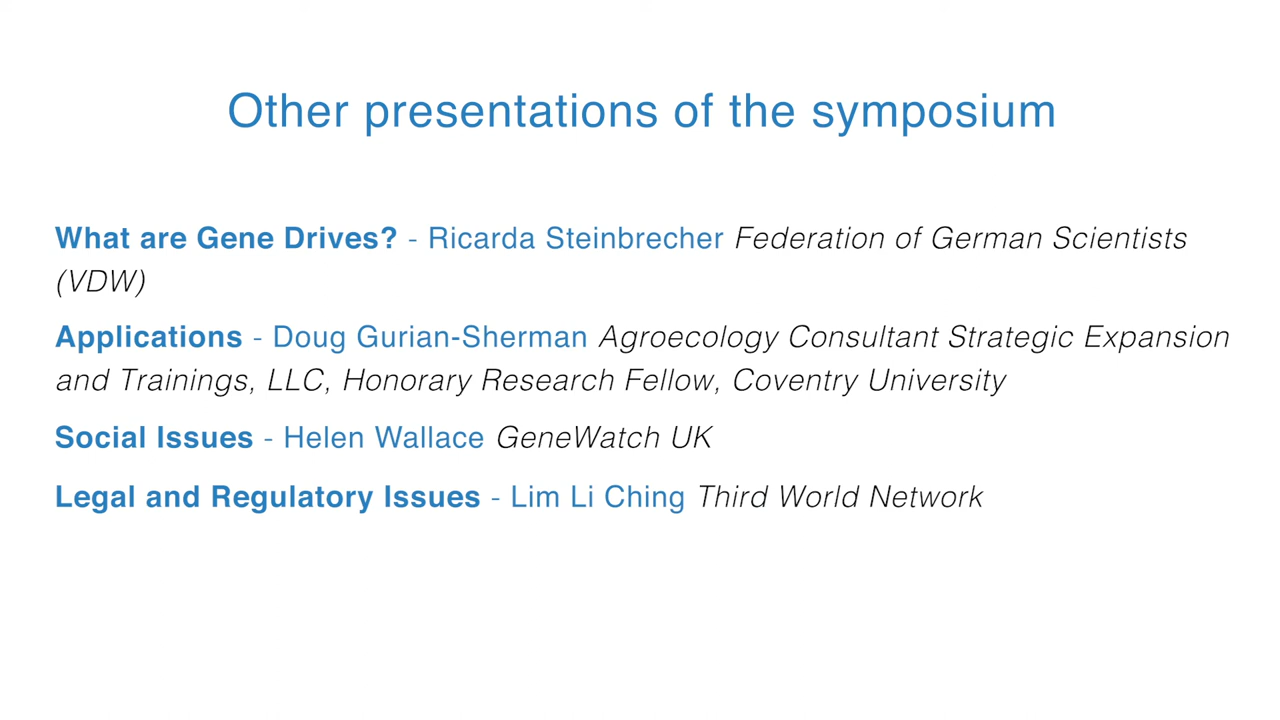 Other presentations of the symposium
What are Gene Drives? - Ricarda Steinbrecher Federation of German Scientists
(VDW)
Applications - Doug Gurian-Sherman Agroecology Consultant Strategic Expansion
and Trainings, LLC, Honorary Research Fellow, Coventry University
Social Issues - Helen Wallace GeneWatch UK
Legal and Regulatory Issues - Lim Li Ching Third World Network